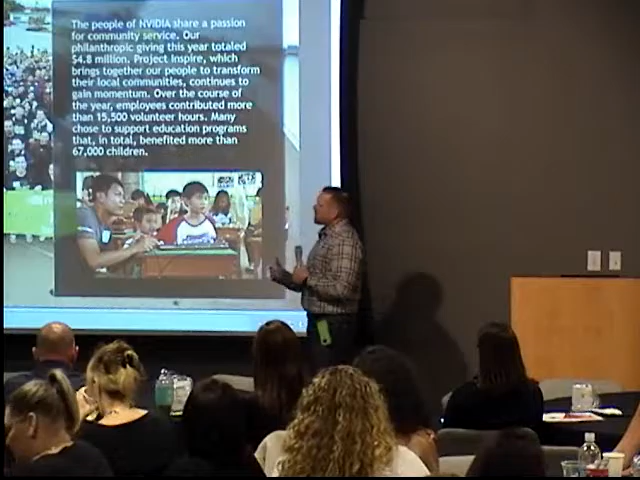 The people of NVIDIA share a passion
for community service. Our
philanthropic giving this year totaled
$4.8 million. Project Inspire, which
brings together our people to transform
their local communities, continues to
gain momentum. Over the course of
the year, employees contributed more
than 15,500 volunteer hours. Many
chose to support education programs
that, in total, benefited more than
67,000 children.